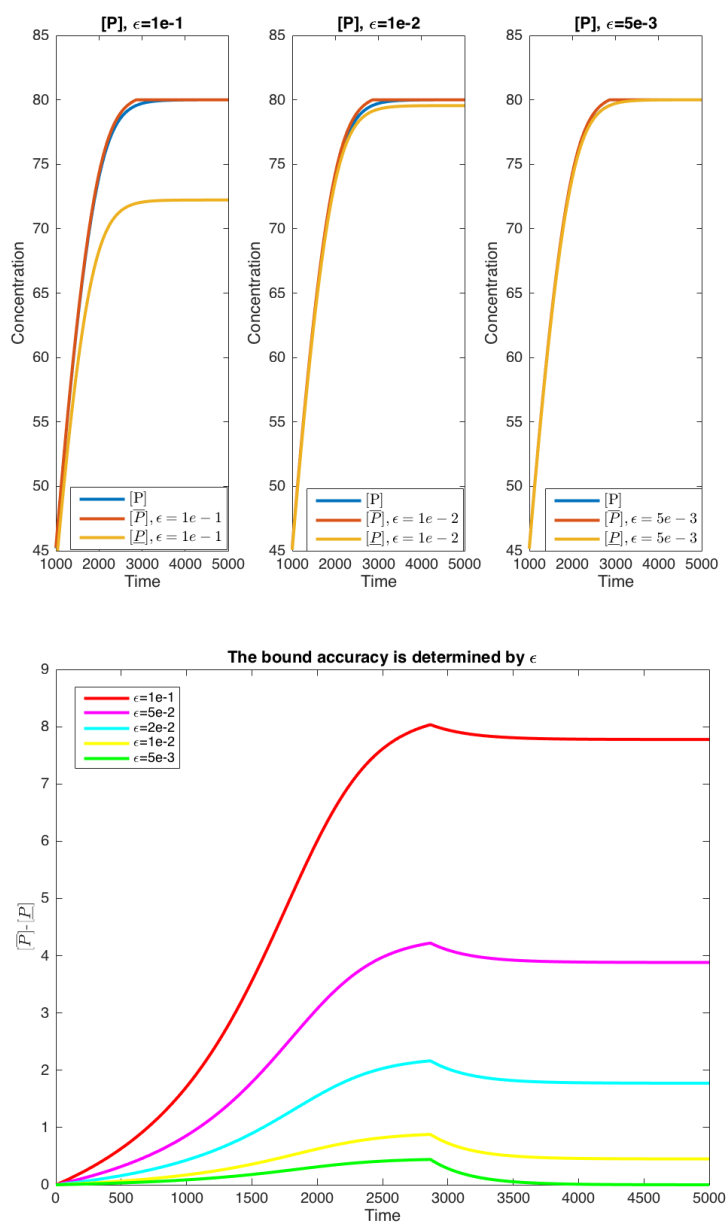 [P], ϵ=1e-1
85
80
75
70
65
60
55
50
45
Concentration
1000 2000 3000 4000 5000
Time
[P]
[P̅], ϵ = 1e − 1
[P̲], ϵ = 1e − 1
[P], ϵ=1e-2
85
80
75
70
65
60
55
50
45
Concentration
1000 2000 3000 4000 5000
Time
[P]
[P̅], ϵ = 1e − 2
[P̲], ϵ = 1e − 2
[P], ϵ=5e-3
85
80
75
70
65
60
55
50
45
Concentration
1000 2000 3000 4000 5000
Time
[P]
[P̅], ϵ = 5e − 3
[P̲], ϵ = 5e − 3
The bound accuracy is determined by ϵ
9
8
7
6
5
4
3
2
1
0
[P̅]-[P̲]
ϵ=1e-1
ϵ=5e-2
ϵ=2e-2
ϵ=1e-2
ϵ=5e-3
0 500 1000 1500 2000 2500 3000 3500 4000 4500 5000
Time